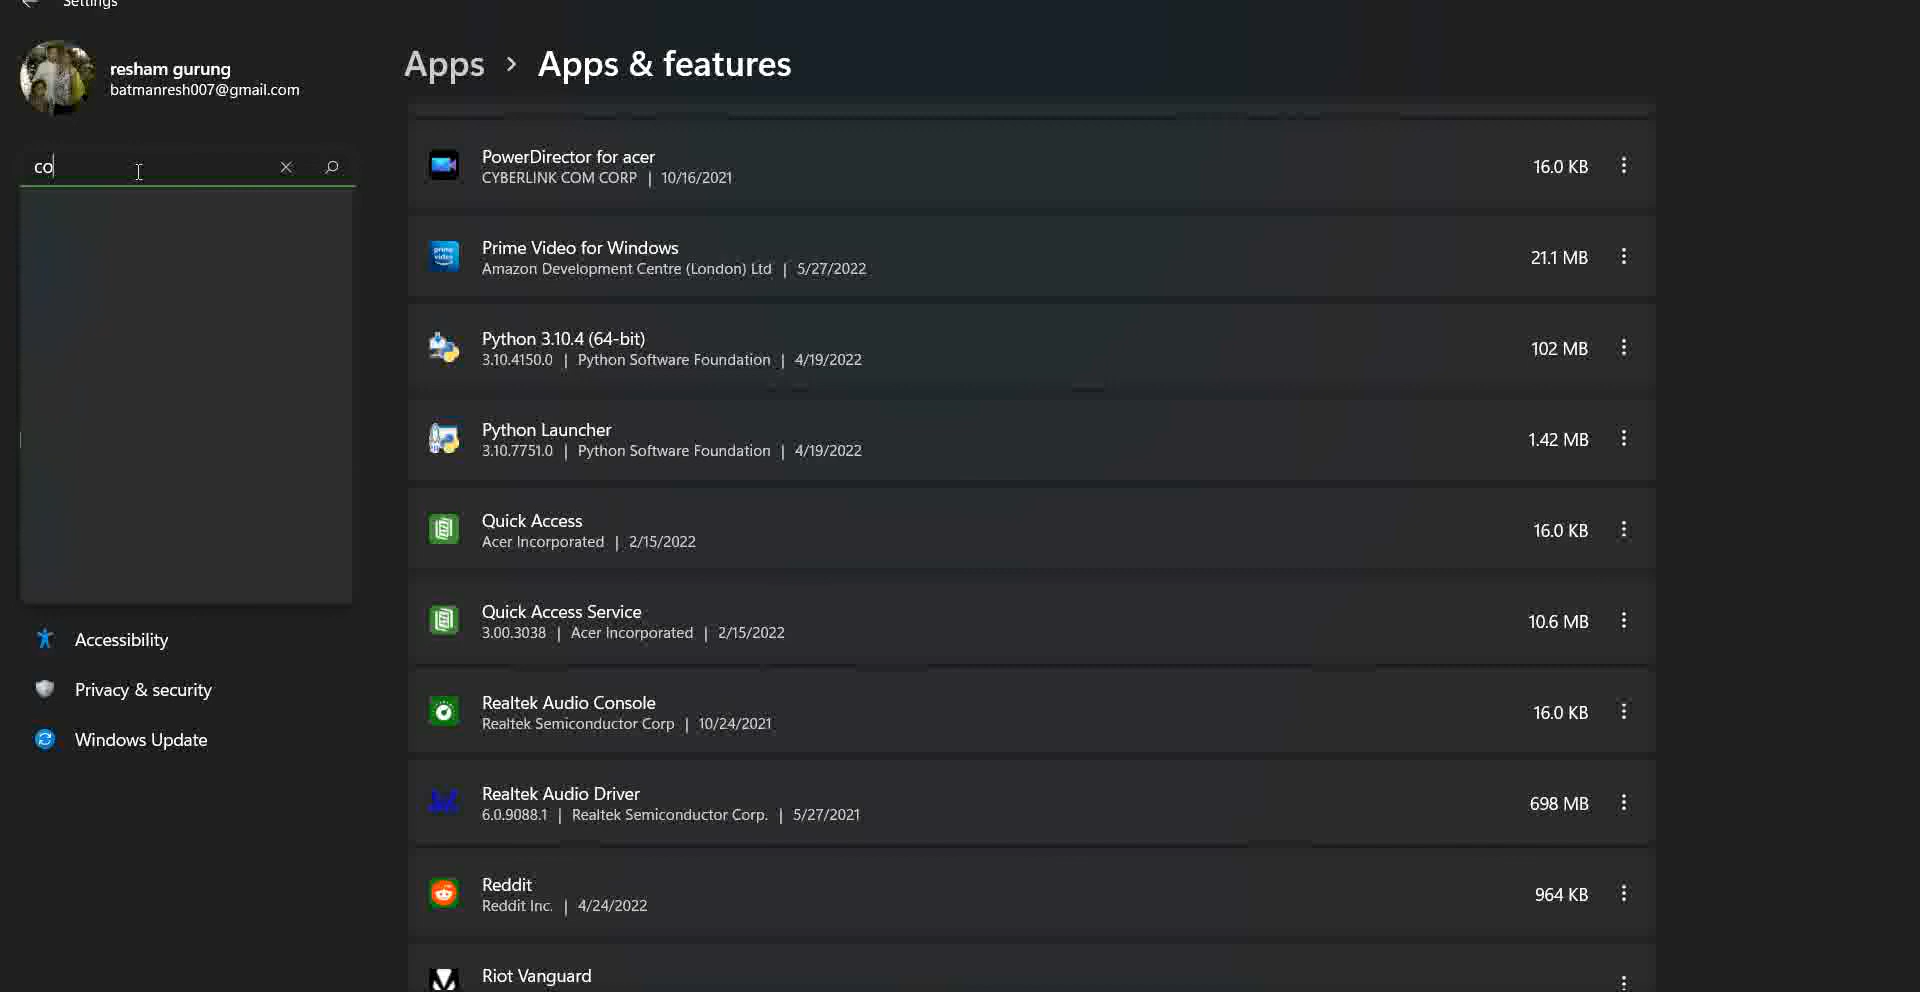 Settings
resham gurung
batmanresh007@gmail.com
co
Accessibility
Privacy & security
Windows Update
Apps > Apps & features
PowerDirector for acer
CYBERLINK COM CORP | 10/16/2021
16.0 KB
Prime Video for Windows
Amazon Development Centre (London) Ltd | 5/27/2022
21.1 MB
Python 3.10.4 (64-bit)
3.10.4150.0 | Python Software Foundation | 4/19/2022
102 MB
Python Launcher
3.10.7751.0 | Python Software Foundation | 4/19/2022
1.42 MB
Quick Access
Acer Incorporated | 2/15/2022
16.0 KB
Quick Access Service
3.00.3038 | Acer Incorporated | 2/15/2022
10.6 MB
Realtek Audio Console
Realtek Semiconductor Corp | 10/24/2021
16.0 KB
Realtek Audio Driver
6.0.9088.1 | Realtek Semiconductor Corp. | 5/27/2021
698 MB
Reddit
Reddit Inc. | 4/24/2022
964 KB
Riot Vanguard